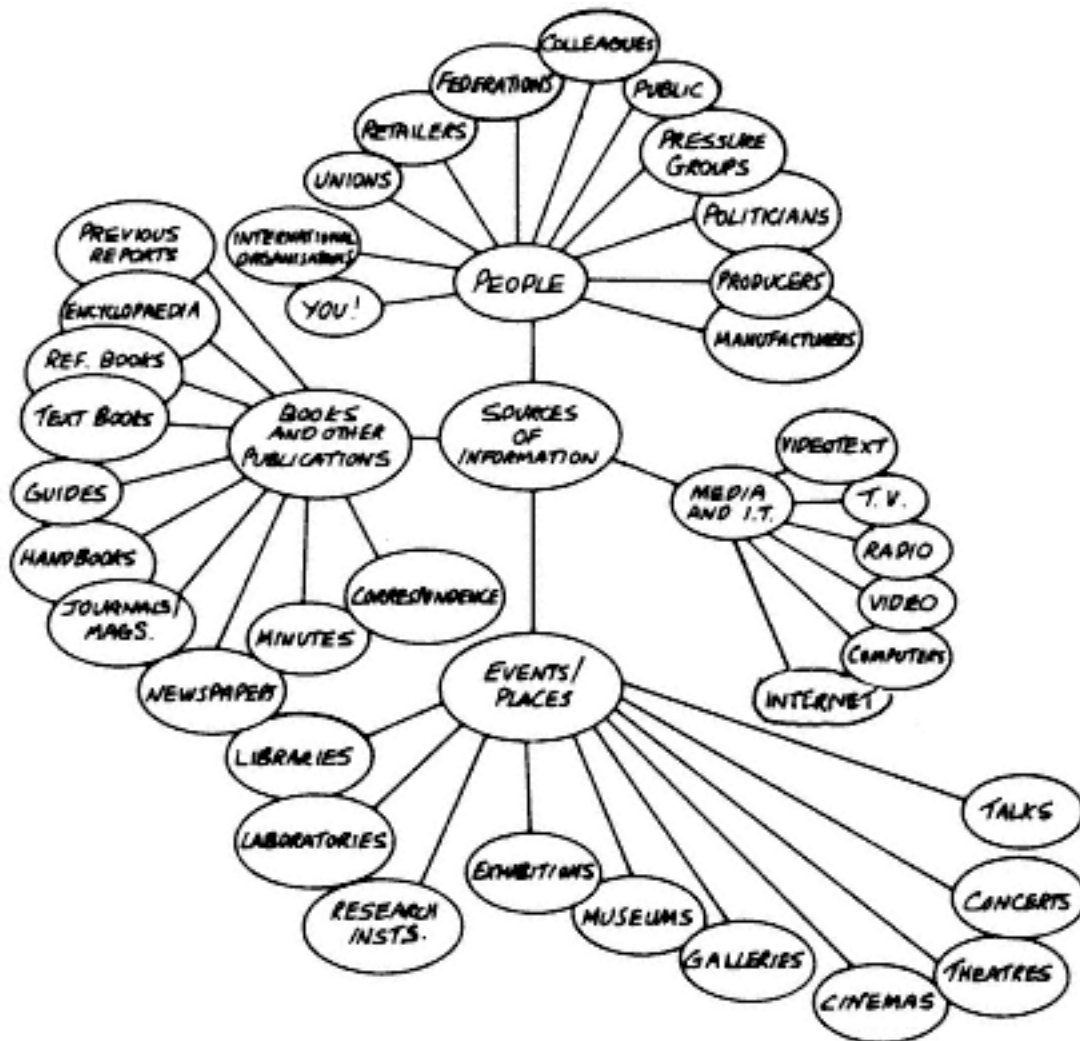 COLLEAGUES
FEDERATIONS
PUBLIC
RETAILERS
PRESSURE
GROUPS
UNIONS
POLITICIANS
INTERNATIONAL
ORGANISATIONS
YOU!
PEOPLE
PRODUCERS
MANUFACTURERS
PREVIOUS
REPORTS
ENCYCLOPAEDIA
REF. BOOKS
TEXT BOOKS
GUIDES
HANDBOOKS
JOURNALS/
MAGS.
NEWSPAPERS
MINUTES
CORRESPONDENCE
BOOKS
AND OTHER
PUBLICATIONS
SOURCES
OF
INFORMATION
MEDIA
AND I.T.
VIDEOTEXT
T.V.
RADIO
VIDEO
COMPUTERS
INTERNET
EVENTS/
PLACES
LIBRARIES
LABORATORIES
RESEARCH
INSTS.
EXHIBITIONS
MUSEUMS
GALLERIES
CINEMAS
THEATRES
CONCERTS
TALKS